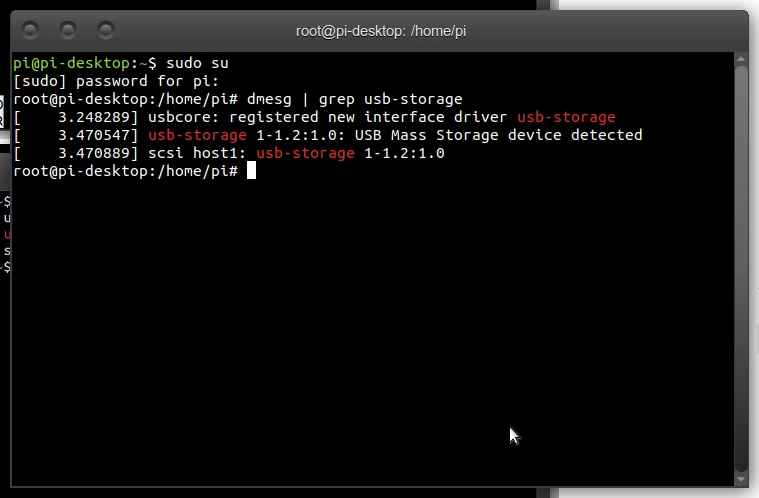 root@pi-desktop: /home/pi
pi@pi-desktop:~$ sudo su
[sudo] password for pi:
root@pi-desktop:/home/pi# dmesg | grep usb-storage
[    3.248289] usbcore: registered new interface driver usb-storage
[    3.470547] usb-storage 1-1.2:1.0: USB Mass Storage device detected
[    3.470889] scsi host1: usb-storage 1-1.2:1.0
root@pi-desktop:/home/pi#